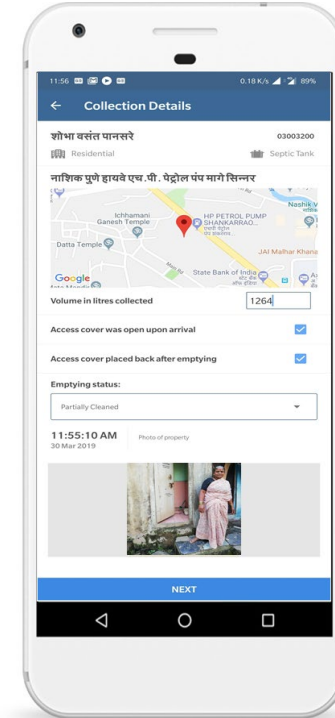 11:56 0.18 K/s 89%
← Collection Details
शोभा वसंत पानसरे 03003200
Residential Septic Tank
नाशिक पुणे हायवे एच.पी. पेट्रोल पंप मागे सिन्नर
Nashik
Ichhamani
Ganesh Temple
HP PETROL PUMP
SHANKARRAO...
Datta Temple
JAI Malhar Khana
State Bank of India
Google
Volume in litres collected 1264
Access cover was open upon arrival
Access cover placed back after emptying
Emptying status:
Partially Cleaned
11:55:10 AM Photo of property
30 Mar 2019
NEXT